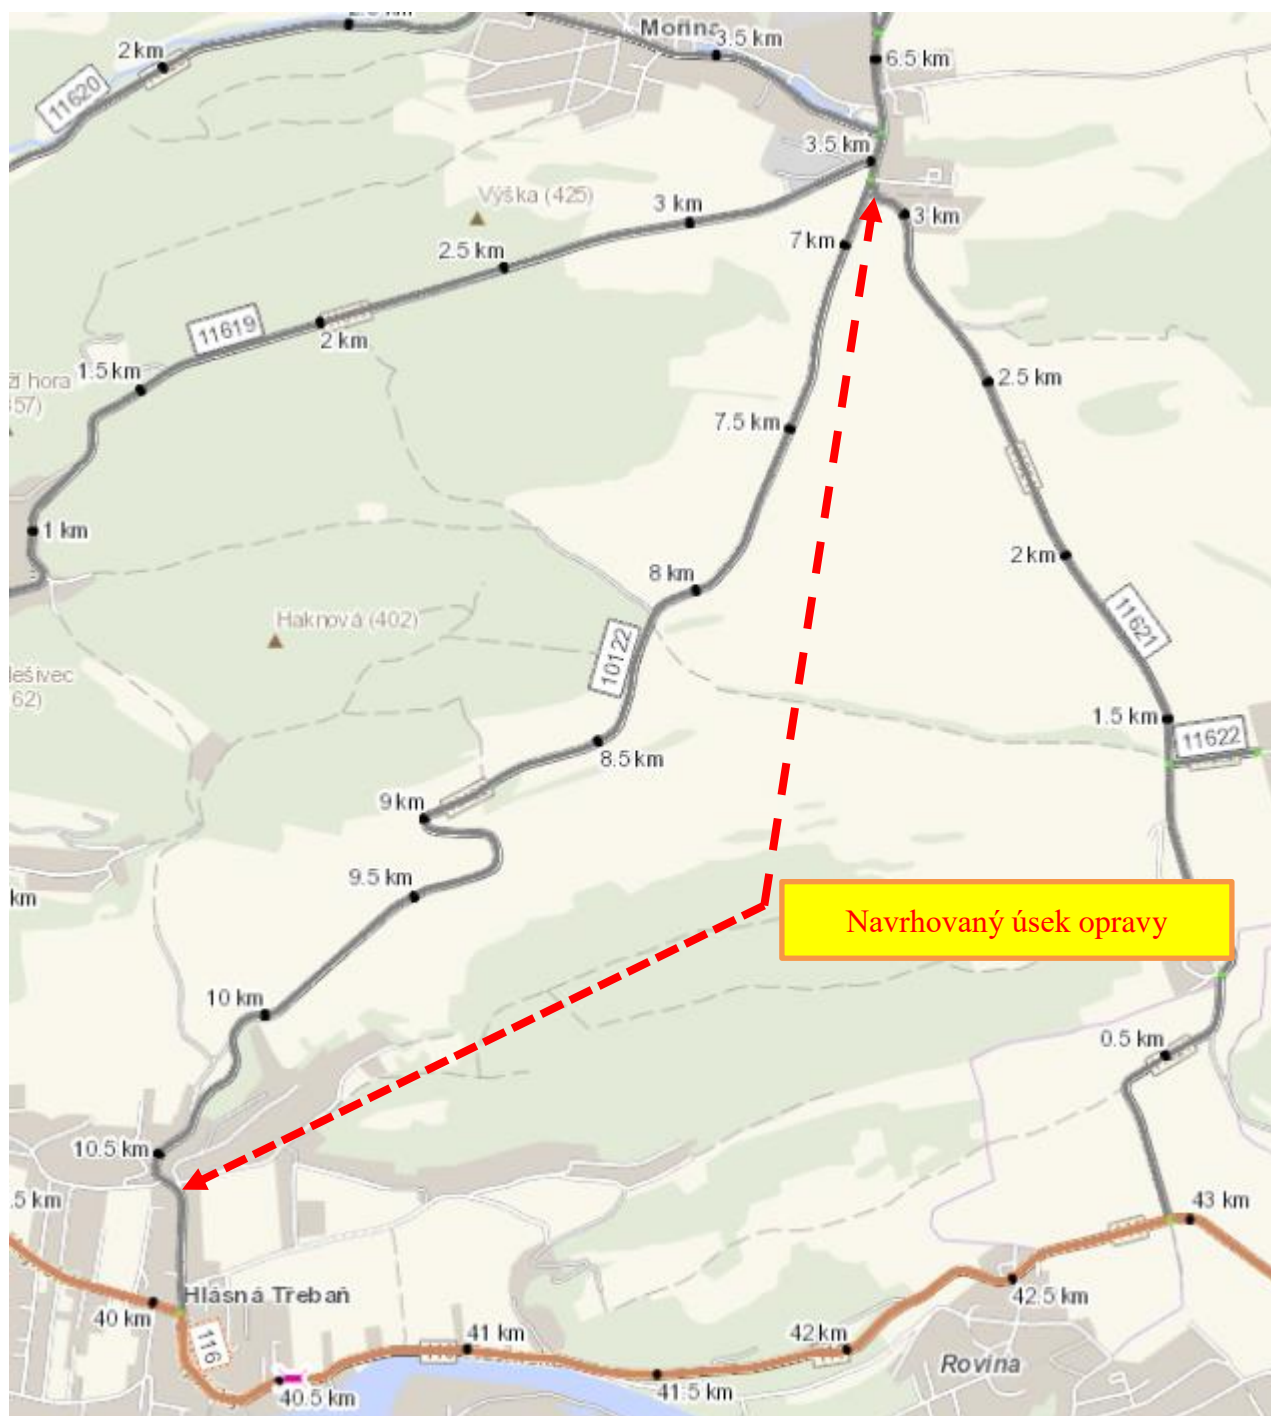 2 km
Mořina
3.5 km
6.5 km
11620
3.5 km
Výška (425)
3 km
3 km
7 km
2.5 km
11619
2 km
1.5 km
2.5 km
7.5 km
1 km
2 km
8 km
11621
Haknová (402)
10122
1.5 km
11622
8.5 km
9 km
9.5 km
km
Navrhovaný úsek opravy
10 km
0.5 km
10.5 km
.5 km
43 km
Hlásná Třebaň
40 km
42.5 km
116
41 km
42 km
Rovina
40.5 km
41.5 km